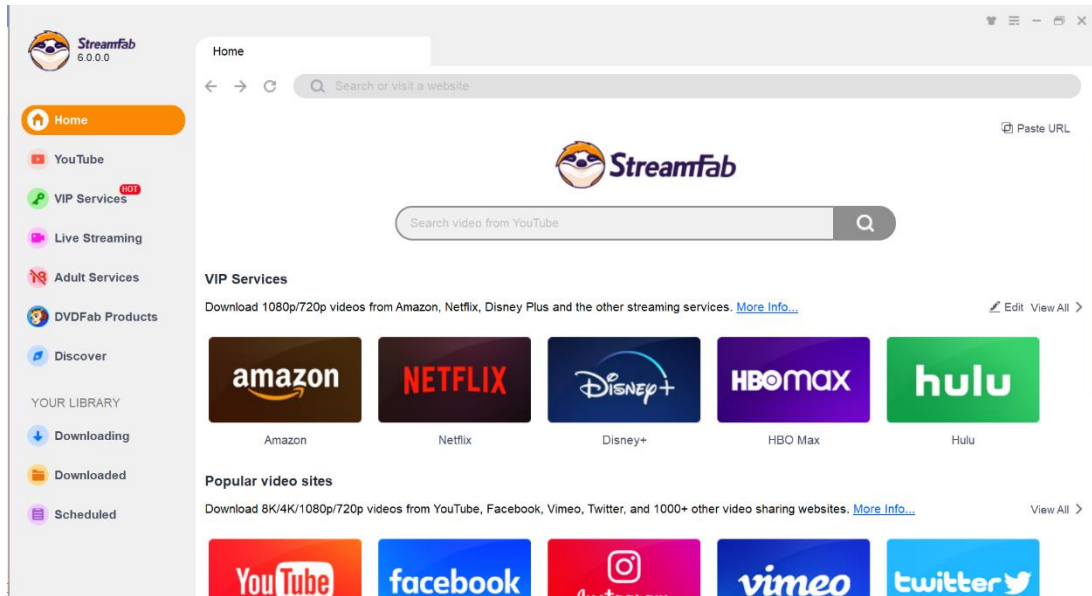 StreamFab
6.0.0.0
Home
Search or visit a website
Home
YouTube
VIP Services
HOT
Live Streaming
Adult Services
DVDFab Products
Discover
YOUR LIBRARY
Downloading
Downloaded
Scheduled
Paste URL
StreamFab
Search video from YouTube
VIP Services
Download 1080p/720p videos from Amazon, Netflix, Disney Plus and the other streaming services. More Info...
Edit View All
amazon
NETFLIX
Disney+
HBOMAX
hulu
Amazon
Netflix
Disney+
HBO Max
Hulu
Popular video sites
Download 8K/4K/1080p/720p videos from YouTube, Facebook, Vimeo, Twitter, and 1000+ other video sharing websites. More Info...
View All
YouTube
facebook
Instagram
vimeo
twitter